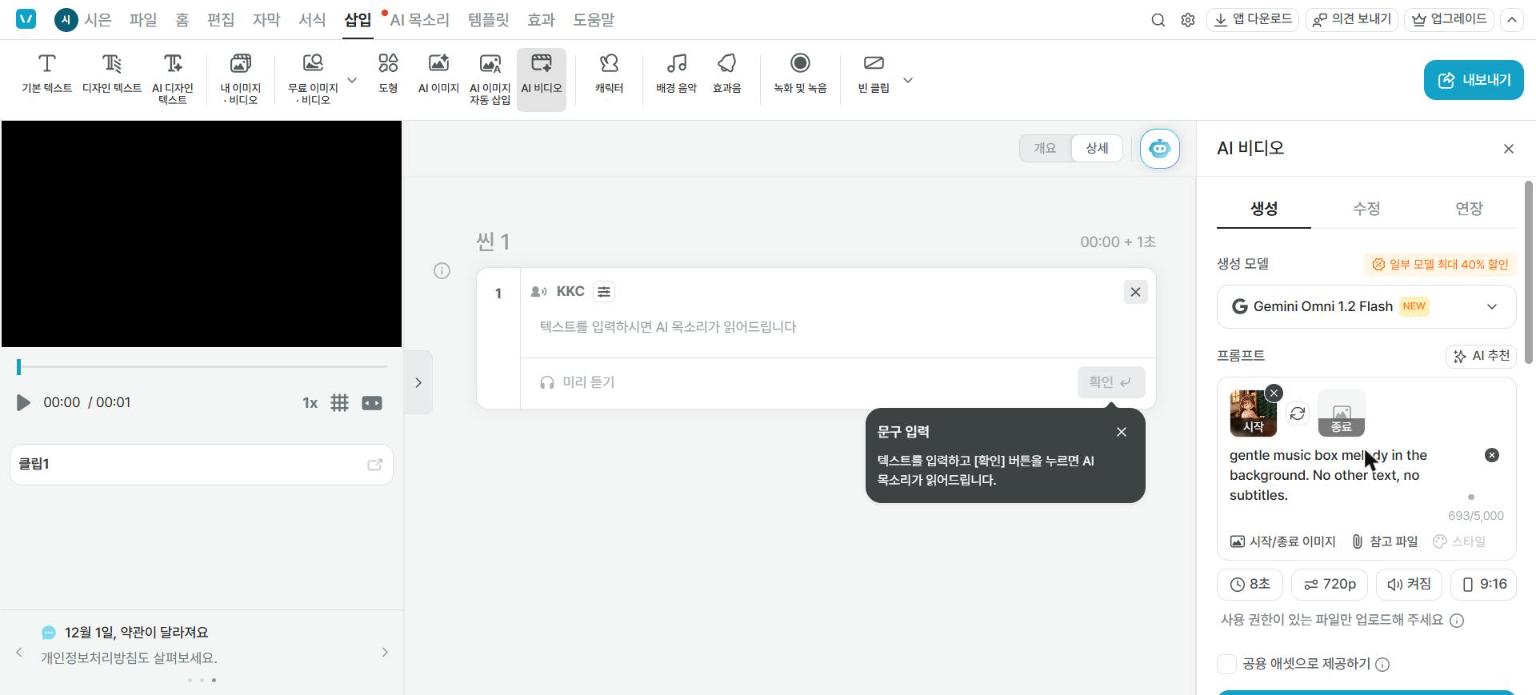 시 시은 파일 홈 편집 자막 서식 삽입 AI 목소리 템플릿 효과 도움말 앱 다운로드 의견 보내기 업그레이드
기본 텍스트 디자인 텍스트 AI 디자인 텍스트 내 이미지 · 비디오 무료 이미지 · 비디오 도형 AI 이미지 AI 이미지 자동 삽입 AI 비디오 캐릭터 배경 음악 효과음 녹화 및 녹음 빈 클립 내보내기
개요 상세
씬 1 00:00 + 1초
1 KKC
텍스트를 입력하시면 AI 목소리가 읽어드립니다
미리 듣기 확인
문구 입력
텍스트를 입력하고 [확인] 버튼을 누르면 AI
목소리가 읽어드립니다.
00:00 / 00:01 1x
클립1
12월 1일, 약관이 달라져요
개인정보처리방침도 살펴보세요.
AI 비디오
생성 수정 연장
생성 모델 일부 모델 최대 40% 할인
Gemini Omni 1.2 Flash NEW
프롬프트 AI 추천
시작 종료
gentle music box melody in the
background. No other text, no
subtitles.
693/5,000
시작/종료 이미지 참고 파일 스타일
8초 720p 켜짐 9:16
사용 권한이 있는 파일만 업로드해 주세요
공용 애셋으로 제공하기